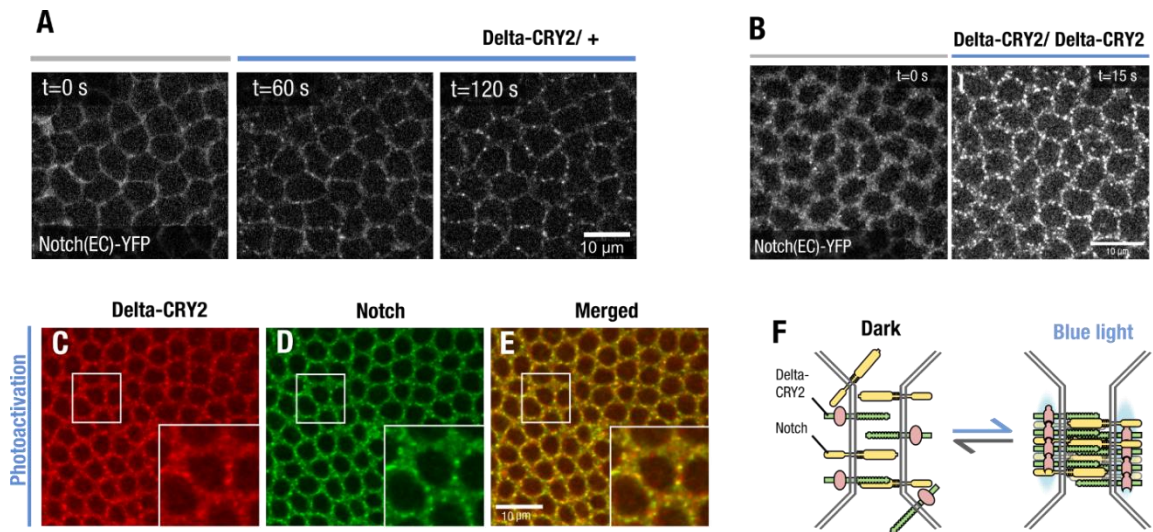 A
Delta-CRY2/ +
t=0 s
t=60 s
t=120 s
Notch(EC)-YFP
10 µm
B
Delta-CRY2/ Delta-CRY2
t=0 s
t=15 s
Notch(EC)-YFP
10 µm
Photoactivation
Delta-CRY2
Notch
Merged
C
D
E
10 µm
F
Dark
Blue light
Delta-
CRY2
Notch